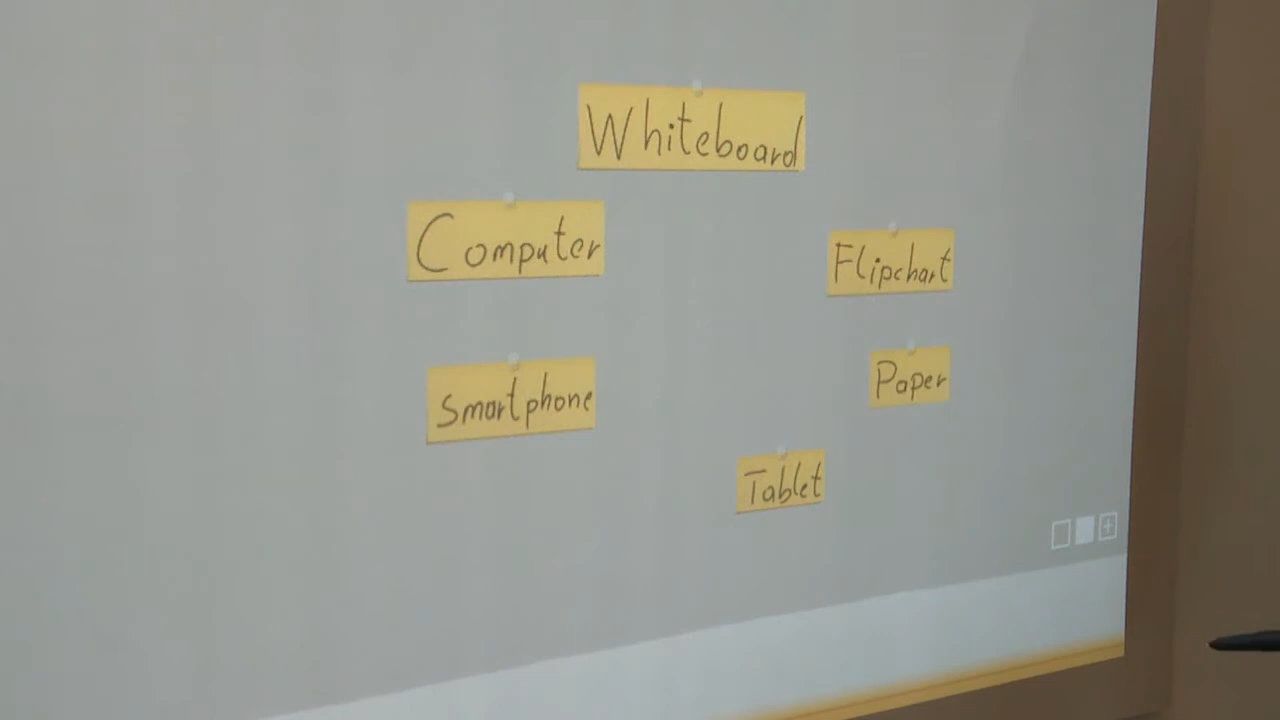 Whiteboard
Computer
Flipchart
Smartphone
Paper
Tablet